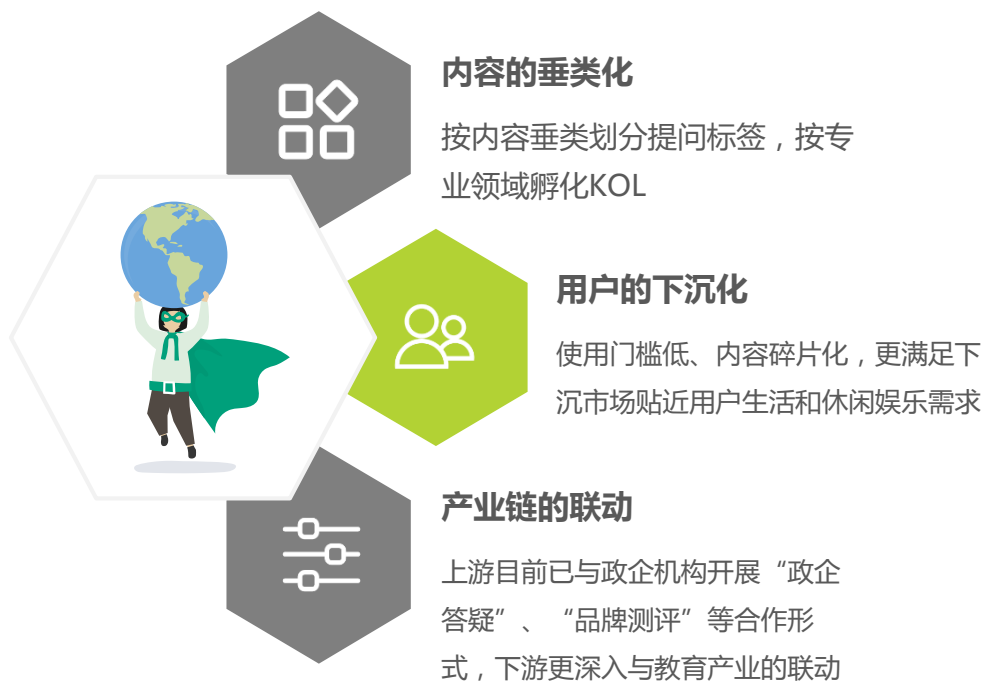 内容的垂类化
按内容垂类划分提问标签，按专
业领域孵化KOL
用户的下沉化
使用门槛低、内容碎片化，更满足下
沉市场贴近用户生活和休闲娱乐需求
产业链的联动
上游目前已与政企机构开展“政企
答疑”、“品牌测评”等合作形
式，下游更深入与教育产业的联动